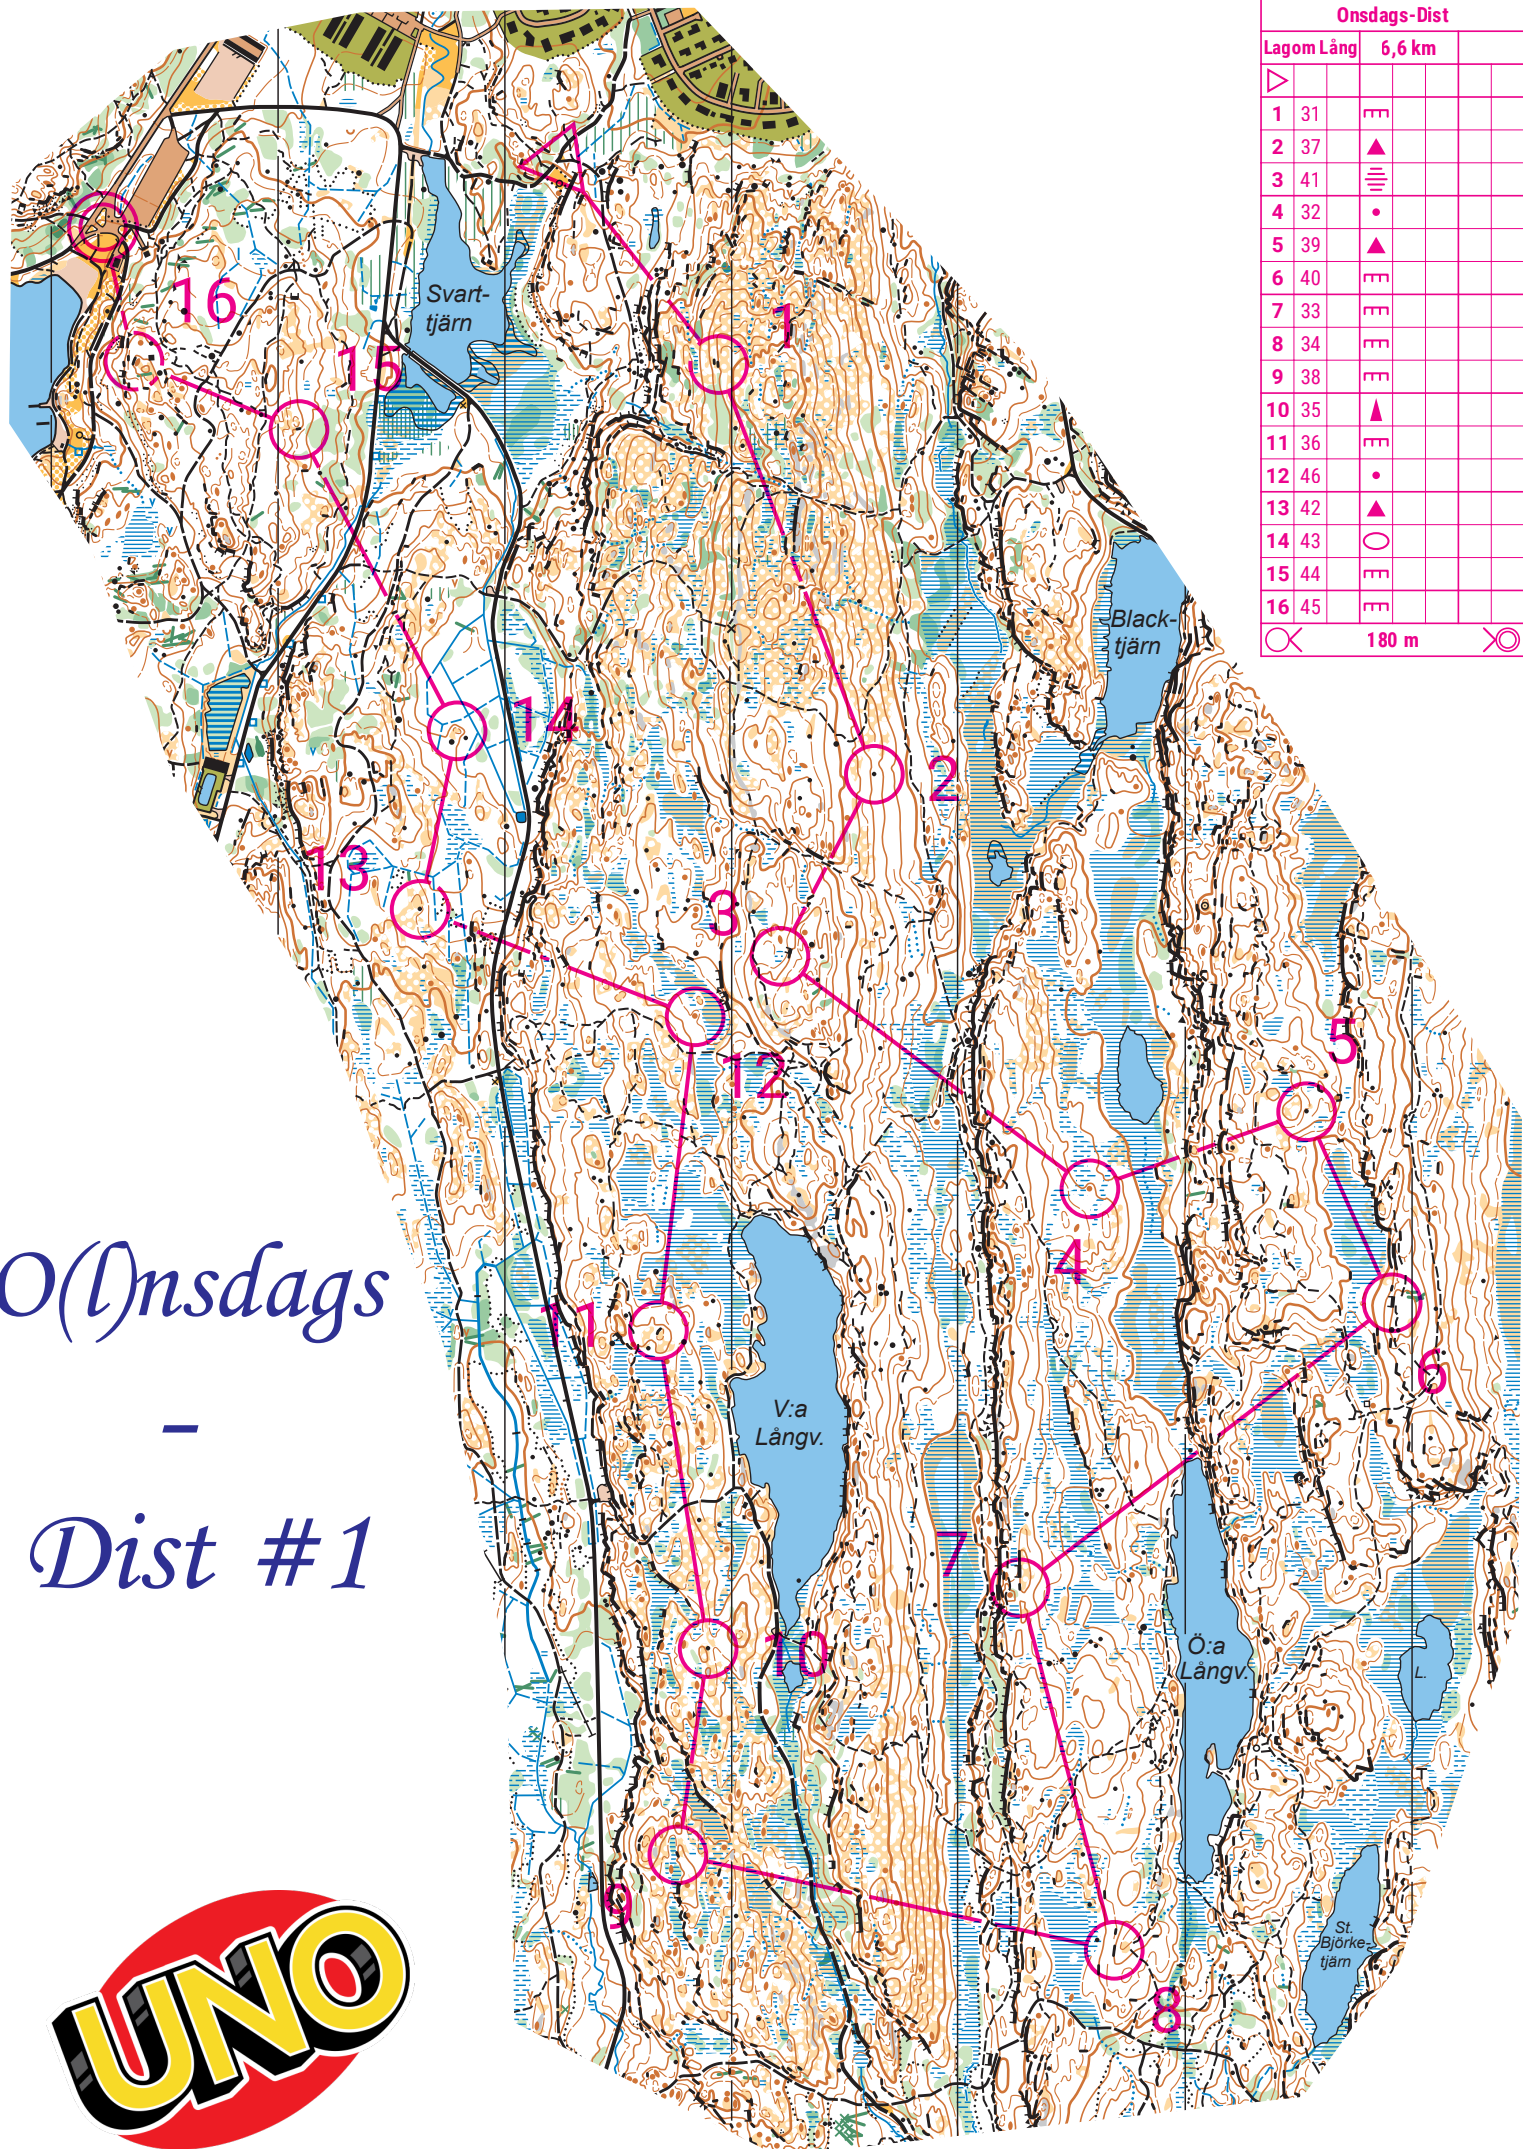 Onsdags-Dist
Lagom Lång 6,6 km
1 31
2 37
3 41
4 32
5 39
6 40
7 33
8 34
9 38
10 35
11 36
12 46
13 42
14 43
15 44
16 45
180 m
16
15
Svart-
tjärn
1
Black-
tjärn
14
2
13
3
5
12
4
11
6
O(l)nsdags
-
Dist #1
V:a
Långv.
7
10
Ö:a
Långv.
L.
9
8
St.
Björke-
tjärn
UNO